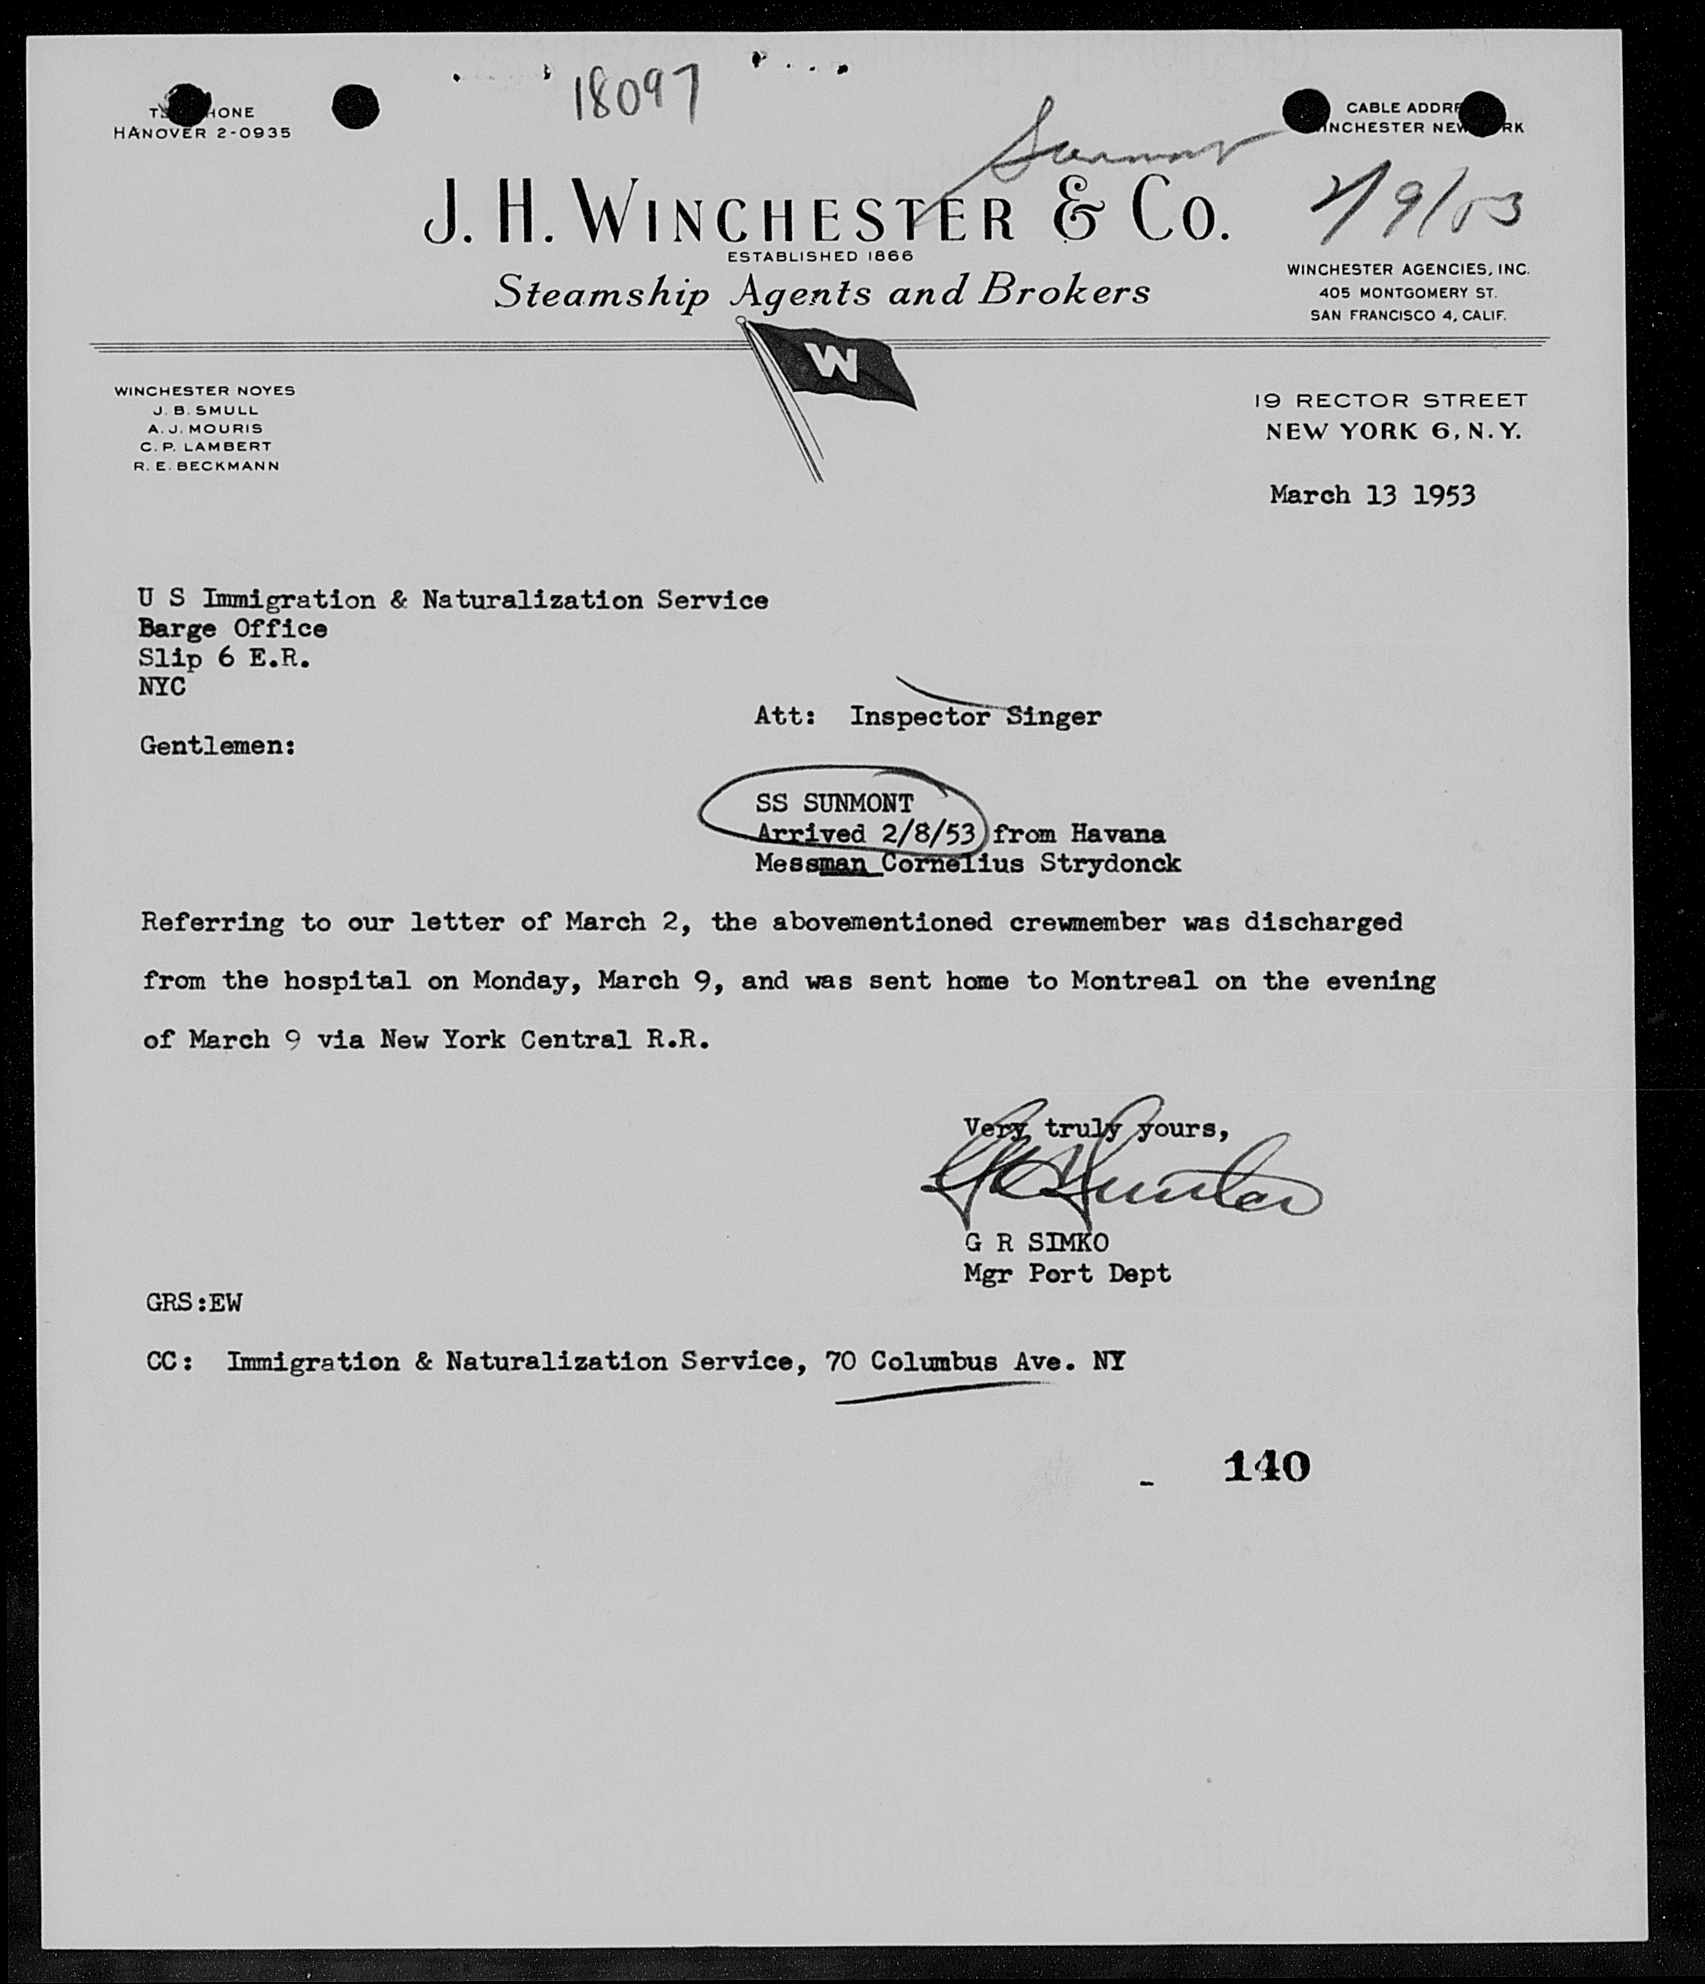 18097
HANOVER 2-0935
Sunmont
2/9/53
J. H. WINCHESTER & CO.
ESTABLISHED 1866
Steamship Agents and Brokers
WINCHESTER AGENCIES, INC.
405 MONTGOMERY ST.
SAN FRANCISCO 4, CALIF.
W
WINCHESTER NOYES
J. B. SMULL
A. J. MOURIS
C. P. LAMBERT
R. E. BECKMANN
19 RECTOR STREET
NEW YORK 6, N.Y.
March 13 1953
U S Immigration & Naturalization Service
Barge Office
Slip 6 E.R.
NYC
Att: Inspector Singer
Gentlemen:
SS SUNMONT
Arrived 2/8/53 from Havana
Messman Cornelius Strydonck
Referring to our letter of March 2, the abovementioned crewmember was discharged
from the hospital on Monday, March 9, and was sent home to Montreal on the evening
of March 9 via New York Central R.R.
Very truly yours,
G R SIMKO
Mgr Port Dept
GRS:EW
CC: Immigration & Naturalization Service, 70 Columbus Ave. NY
140